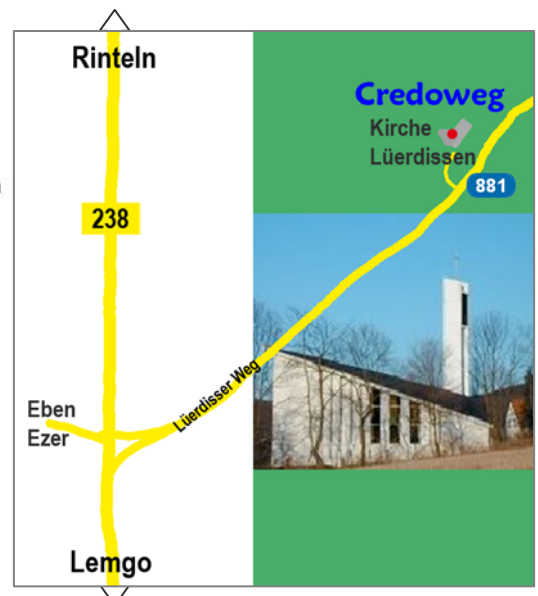 Rinteln
Credoweg
Kirche
Lüerdissen
881
238
Lüerdisser Weg
Eben
Ezer
Lemgo